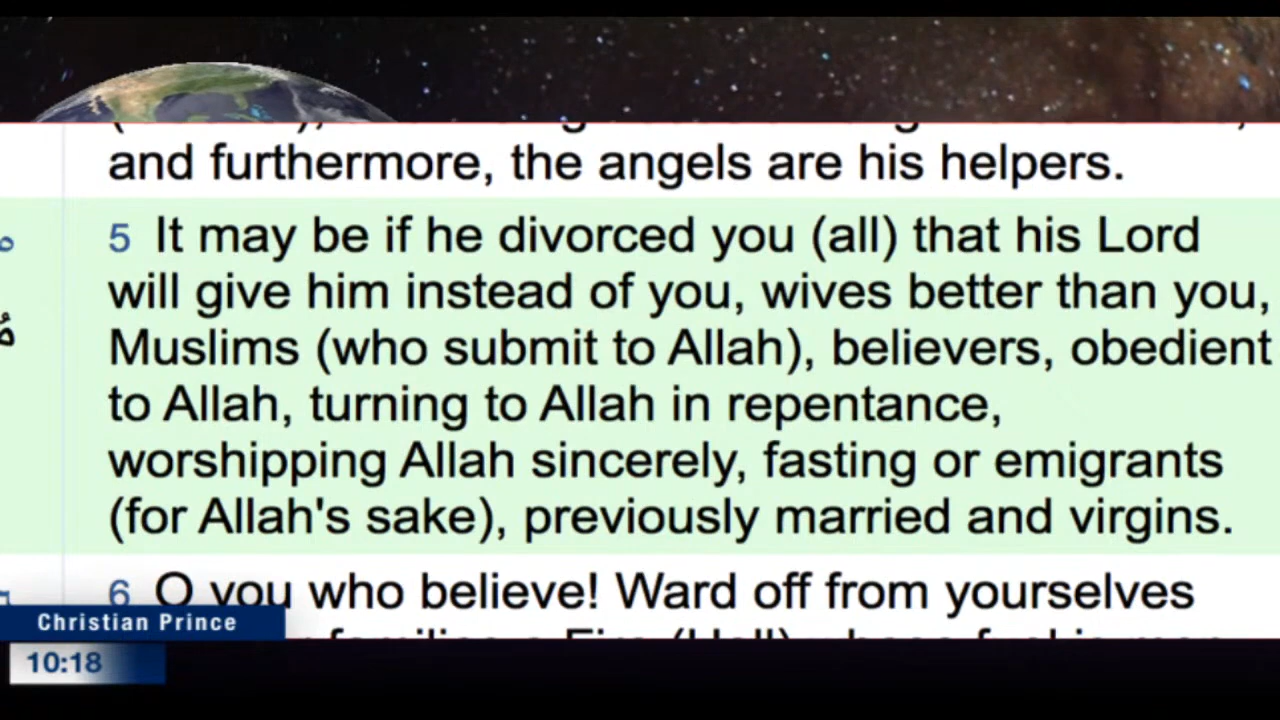 and furthermore, the angels are his helpers.
5 It may be if he divorced you (all) that his Lord
will give him instead of you, wives better than you,
Muslims (who submit to Allah), believers, obedient
to Allah, turning to Allah in repentance,
worshipping Allah sincerely, fasting or emigrants
(for Allah's sake), previously married and virgins.
6 O you who believe! Ward off from yourselves
Christian Prince
10:18